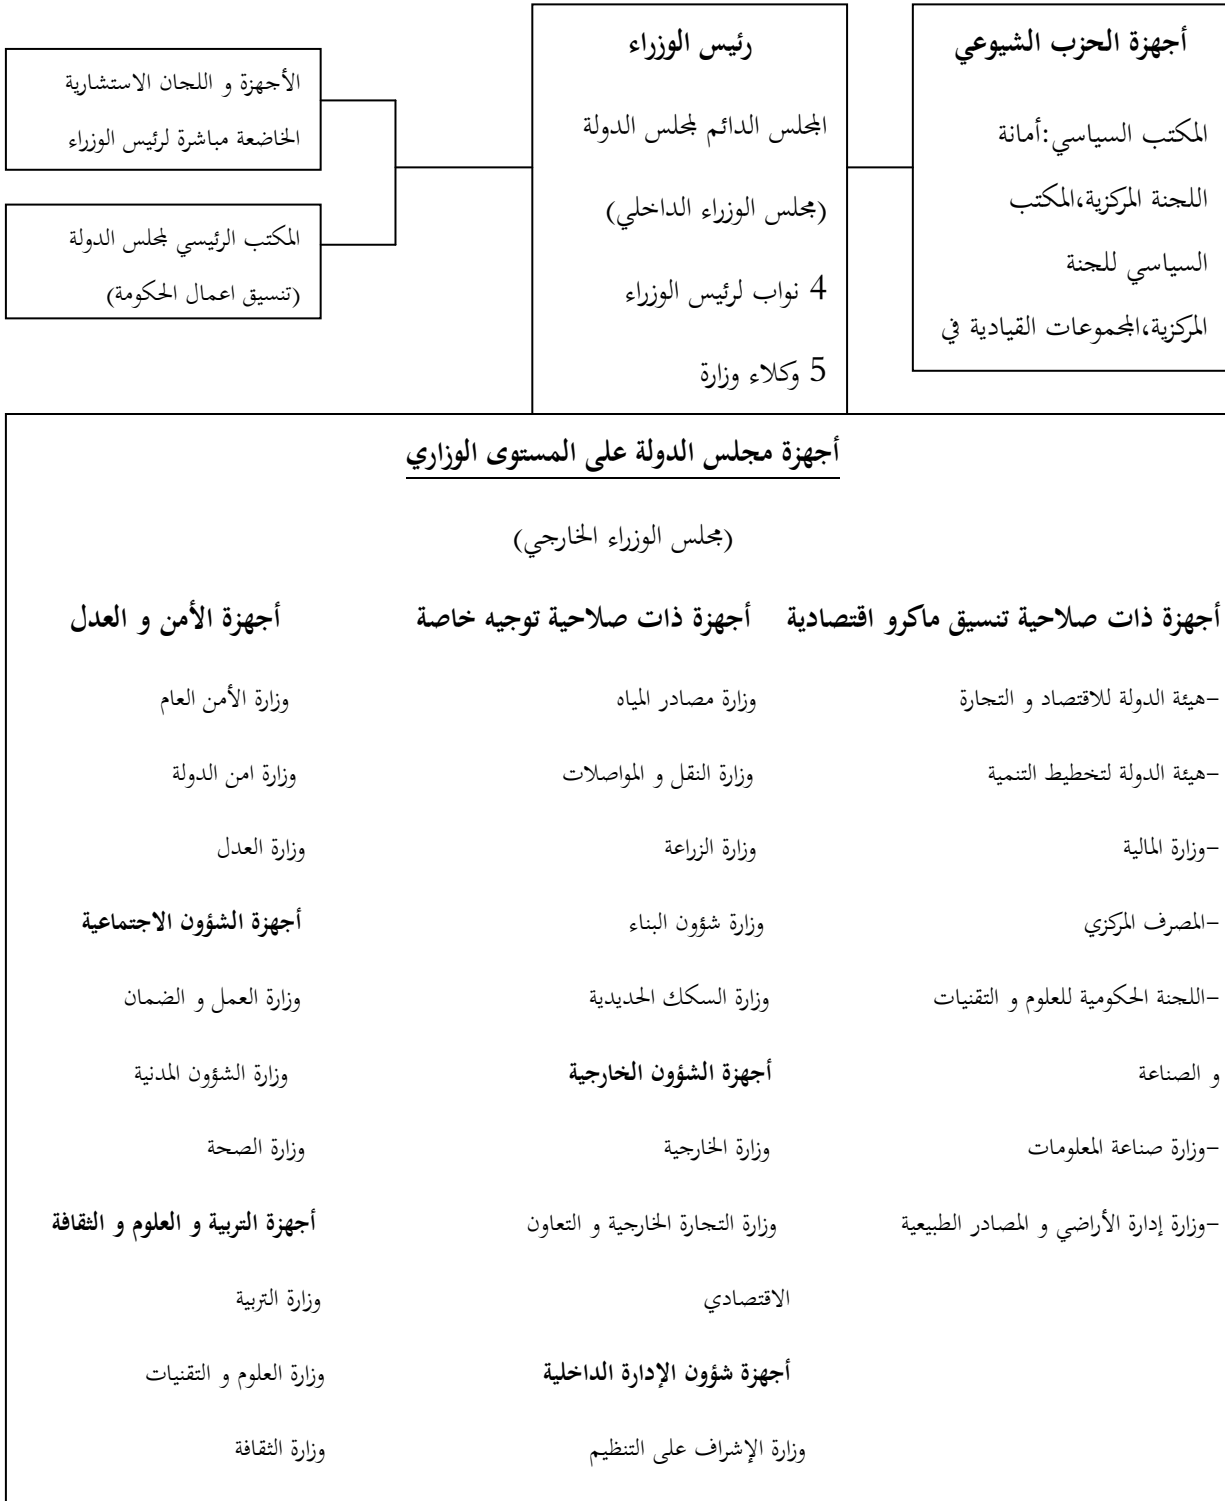 أجهزة الحزب الشيوعي
المكتب السياسي:أمانة
اللجنة المركزية،المكتب
السياسي للجنة
المركزية،المجموعات القيادية في
رئيس الوزراء
المجلس الدائم لمجلس الدولة
(مجلس الوزراء الداخلي)
4 نواب لرئيس الوزراء
5 وكلاء وزارة
الأجهزة و اللجان الاستشارية
الخاضعة مباشرة لرئيس الوزراء
المكتب الرئيسي لمجلس الدولة
(تنسيق اعمال الحكومة)
أجهزة مجلس الدولة على المستوى الوزاري
(مجلس الوزراء الخارجي)
أجهزة ذات صلاحية تنسيق ماكرو اقتصادية
-هيئة الدولة للاقتصاد و التجارة
-هيئة الدولة لتخطيط التنمية
-وزارة المالية
-المصرف المركزي
-اللجنة الحكومية للعلوم و التقنيات
و الصناعة
-وزارة صناعة المعلومات
-وزارة إدارة الأراضي و المصادر الطبيعية
أجهزة ذات صلاحية توجيه خاصة
وزارة مصادر المياه
وزارة النقل و المواصلات
وزارة الزراعة
وزارة شؤون البناء
وزارة السكك الحديدية
أجهزة الشؤون الخارجية
وزارة الخارجية
وزارة التجارة الخارجية و التعاون
الاقتصادي
أجهزة شؤون الإدارة الداخلية
وزارة الإشراف على التنظيم
أجهزة الأمن و العدل
وزارة الأمن العام
وزارة امن الدولة
وزارة العدل
أجهزة الشؤون الاجتماعية
وزارة العمل و الضمان
وزارة الشؤون المدنية
وزارة الصحة
أجهزة التربية و العلوم و الثقافة
وزارة التربية
وزارة العلوم و التقنيات
وزارة الثقافة